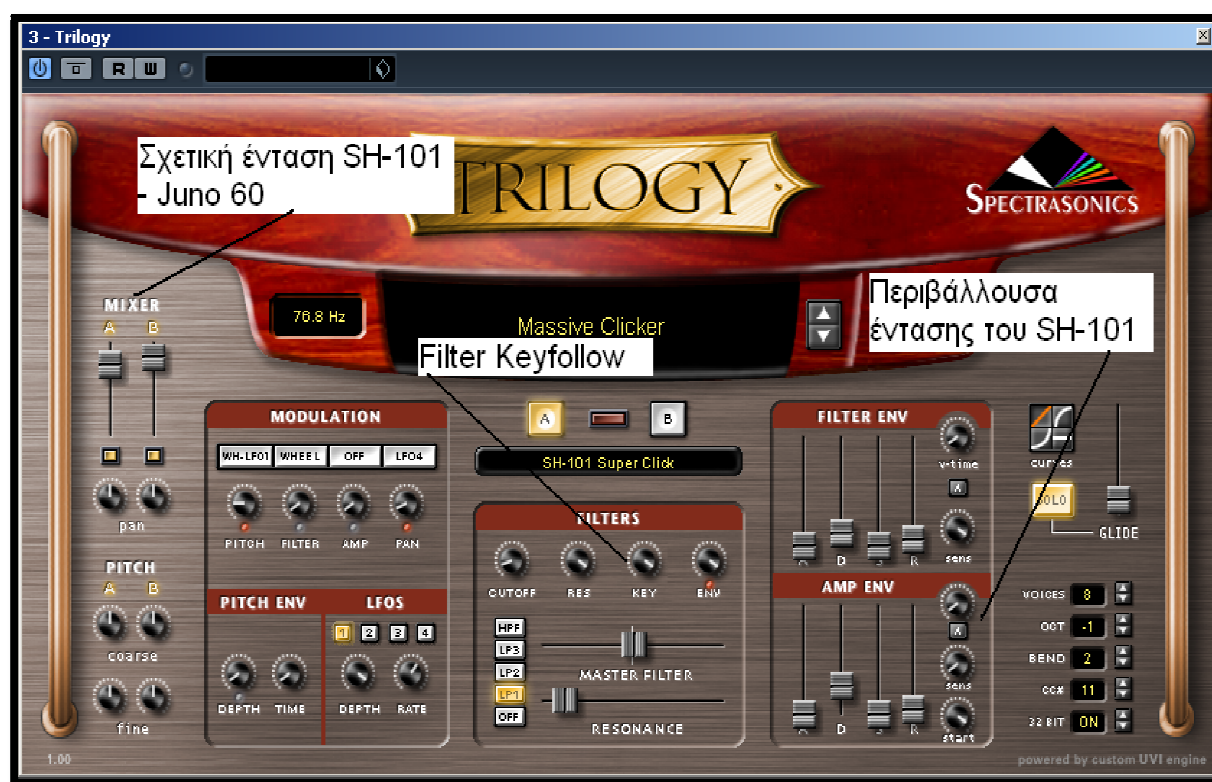 3 - Trilogy
R W
Σχετική ένταση SH-101
- Juno 60
TRILOGY
SPECTRASONICS
MIXER
A B
76.8 Hz
Massive Clicker
Περιβάλλουσα
έντασης του SH-101
Filter Keyfollow
MODULATION
A B
FILTER ENV
WH-LFO1 WHEEL OFF LFO4
SH-101 Super Click
v-time
curves
A
SOLO
pan
PITCH FILTER AMP PAN
FILTERS
A D S R
sens
GLIDE
PITCH
A B
CUTOFF RES KEY ENV
AMP ENV
PITCH ENV LFOS
1 2 3 4
HPF
LP3
LP2
LP1
OFF
MASTER FILTER
RESONANCE
A
VOICES 8
OCT -1
BEND 2
CC# 11
32 BIT ON
coarse
sens
DEPTH TIME DEPTH RATE
fine
A D S R
start
1.00
powered by custom UVI engine